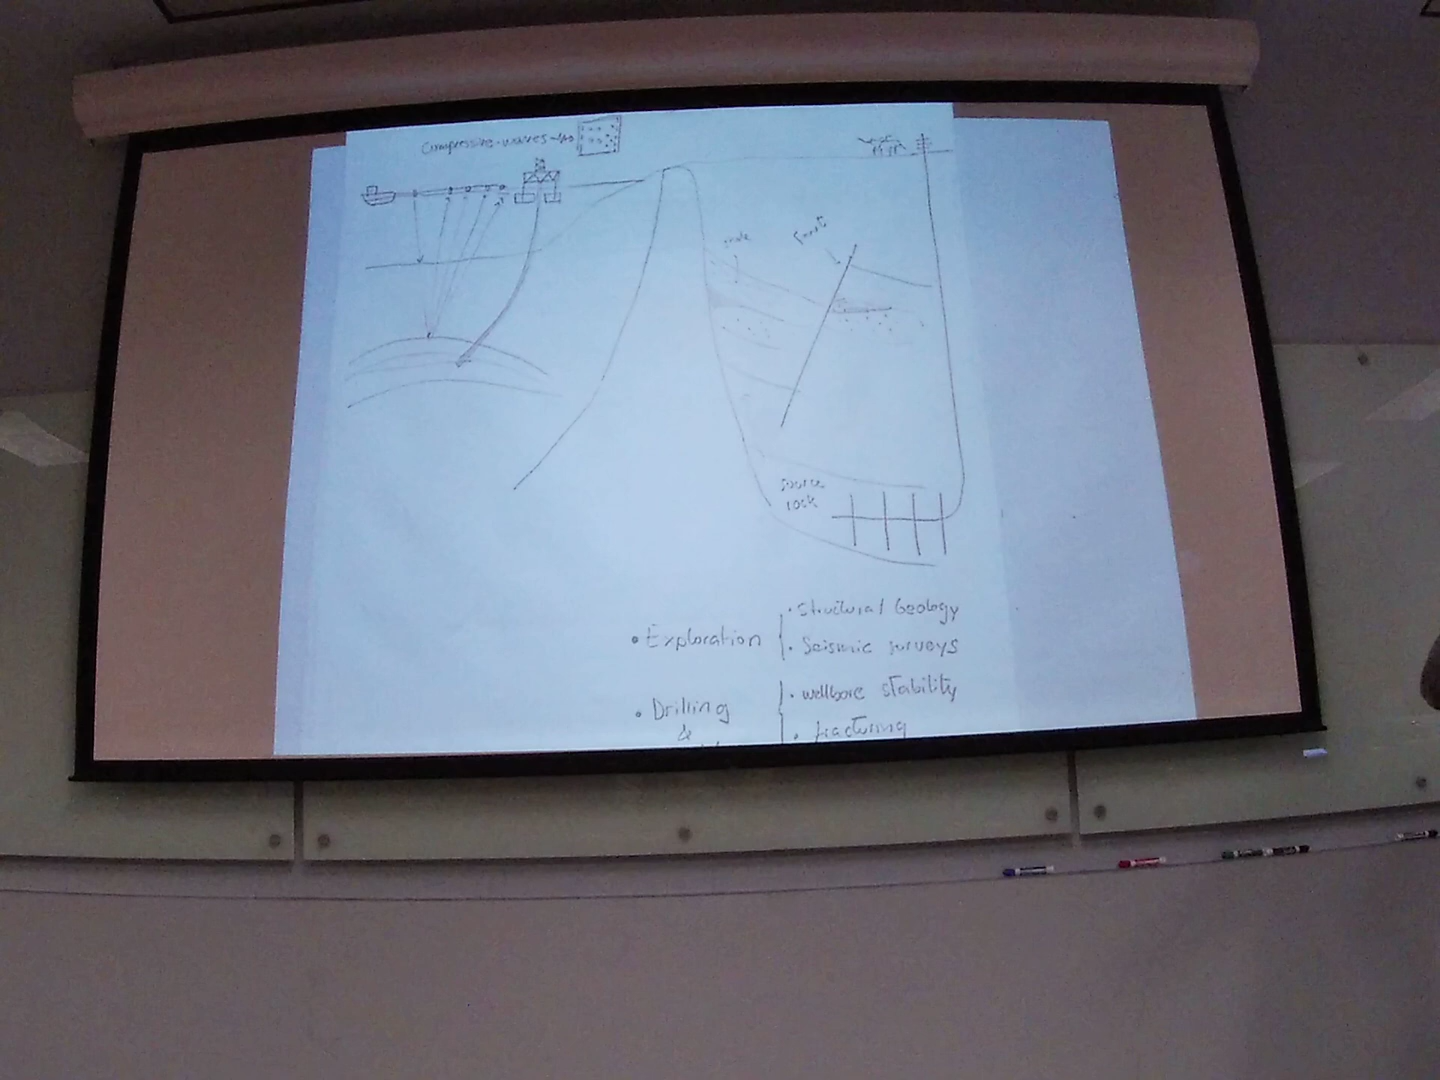 Compressive-waves
shale
Fault
source
rock
• Exploration
• Structural Geology
• Seismic surveys
• Drilling
&
• wellbore stability
• fracturing